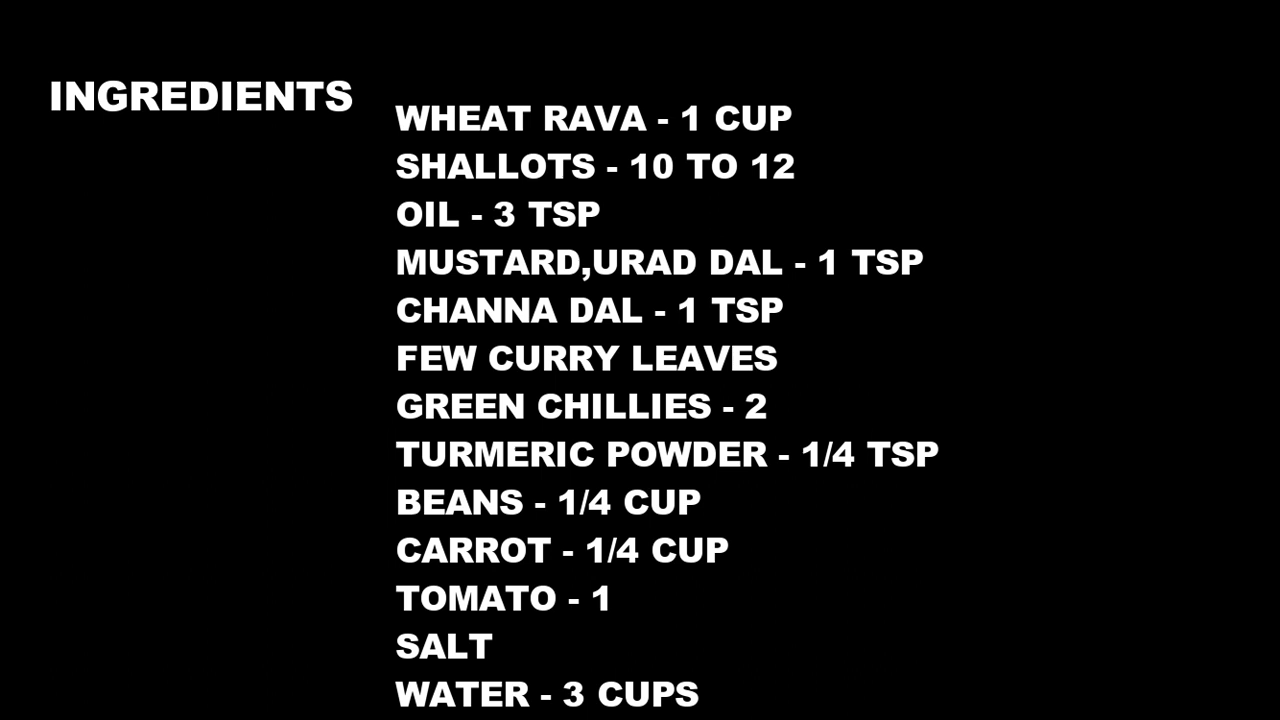 INGREDIENTS
WHEAT RAVA - 1 CUP
SHALLOTS - 10 TO 12
OIL - 3 TSP
MUSTARD,URAD DAL - 1 TSP
CHANNA DAL - 1 TSP
FEW CURRY LEAVES
GREEN CHILLIES - 2
TURMERIC POWDER - 1/4 TSP
BEANS - 1/4 CUP
CARROT - 1/4 CUP
TOMATO - 1
SALT
WATER - 3 CUPS